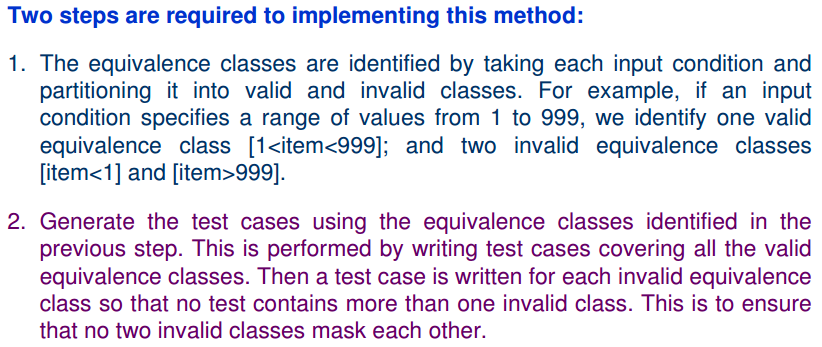 Two steps are required to implementing this method:
1. The equivalence classes are identified by taking each input condition and
partitioning it into valid and invalid classes. For example, if an input
condition specifies a range of values from 1 to 999, we identify one valid
equivalence class [1<item<999]; and two invalid equivalence classes
[item<1] and [item>999].
2. Generate the test cases using the equivalence classes identified in the
previous step. This is performed by writing test cases covering all the valid
equivalence classes. Then a test case is written for each invalid equivalence
class so that no test contains more than one invalid class. This is to ensure
that no two invalid classes mask each other.